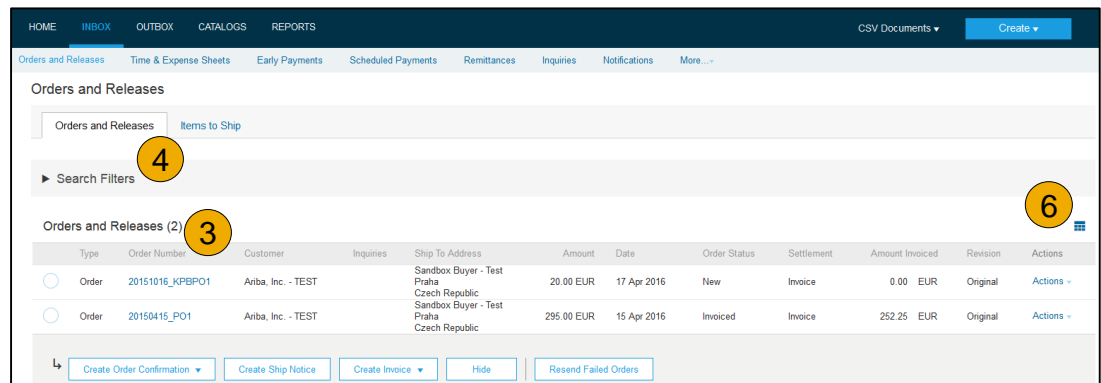 HOME INBOX OUTBOX CATALOGS REPORTS CSV Documents Create
Orders and Releases Time & Expense Sheets Early Payments Scheduled Payments Remittances Inquiries Notifications More...
Orders and Releases
Orders and Releases Items to Ship
4
Search Filters
6
Orders and Releases (2)
3
Type Order Number Customer Inquiries Ship To Address Amount Date Order Status Settlement Amount Invoiced Revision Actions
Sandbox Buyer - Test
Order 20151016_KPBPO1 Ariba, Inc. - TEST Praha 20.00 EUR 17 Apr 2016 New Invoice 0.00 EUR Original Actions
Czech Republic
Sandbox Buyer - Test
Order 20150415_PO1 Ariba, Inc. - TEST Praha 295.00 EUR 15 Apr 2016 Invoiced Invoice 252.25 EUR Original Actions
Czech Republic
Create Order Confirmation Create Ship Notice Create Invoice Hide Resend Failed Orders